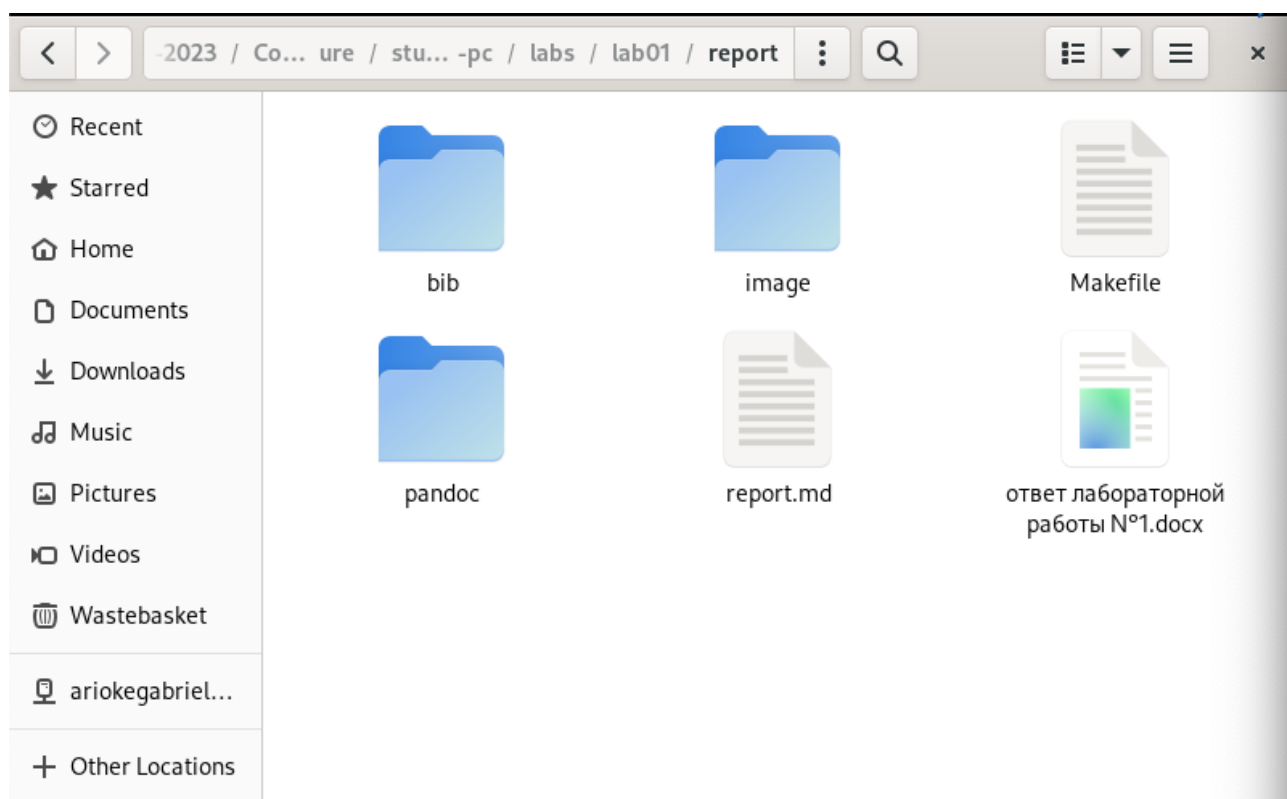 -2023 / Co... ure / stu... -pc / labs / lab01 / report
Recent
Starred
Home
Documents
Downloads
Music
Pictures
Videos
Wastebasket
ariokegabriel...
Other Locations
bib
image
Makefile
pandoc
report.md
ответ лабораторной
работы №1.docx